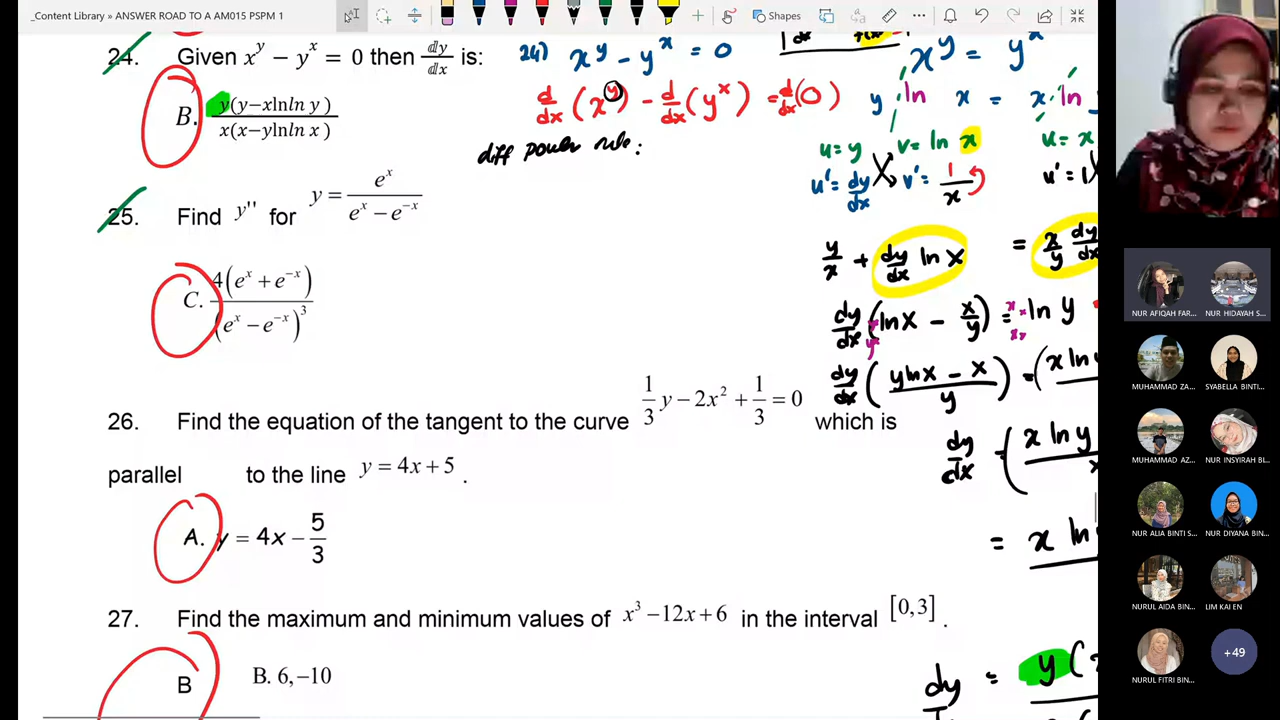 _Content Library » ANSWER ROAD TO A AM015 PSPM 1
Shapes
24. Given x^y − y^x = 0 then dy/dx is:
B. y(y−xlnln y) / x(x−ylnln x)
25. Find y'' for y = e^x / (e^x − e^−x)
C. 4(e^x + e^−x) / (e^x − e^−x)^3
26. Find the equation of the tangent to the curve 1/3 y − 2x^2 + 1/3 = 0 which is
parallel to the line y = 4x + 5 .
A. y = 4x − 5/3
27. Find the maximum and minimum values of x^3 −12x + 6 in the interval [0,3] .
B B. 6,−10
24) x^y − y^x = 0
d/dx (x^y) − d/dx (y^x) = d/dx (0)
diff power rule :
x^y = y^x
y ln x = x ln
u = y v = ln x u = x
u' = dy/dx v' = 1/x u' = 1
y/x + dy/dx ln x = x/y dy/dx
dy/dx (ln x − x/y) = ln y
dy/dx (y ln x − x / y) = (x ln
dy/dx = (x ln y
= x ln
dy = y(
NUR AFIQAH FAR...
NUR HIDAYAH S...
MUHAMMAD ZA...
SYABELLA BINTI...
MUHAMMAD AZ...
NUR INSYIRAH BI...
NUR ALIA BINTI S...
NUR DIYANA BIN...
NURUL AIDA BIN...
LIM KAI EN
NURUL FITRI BIN...
+49